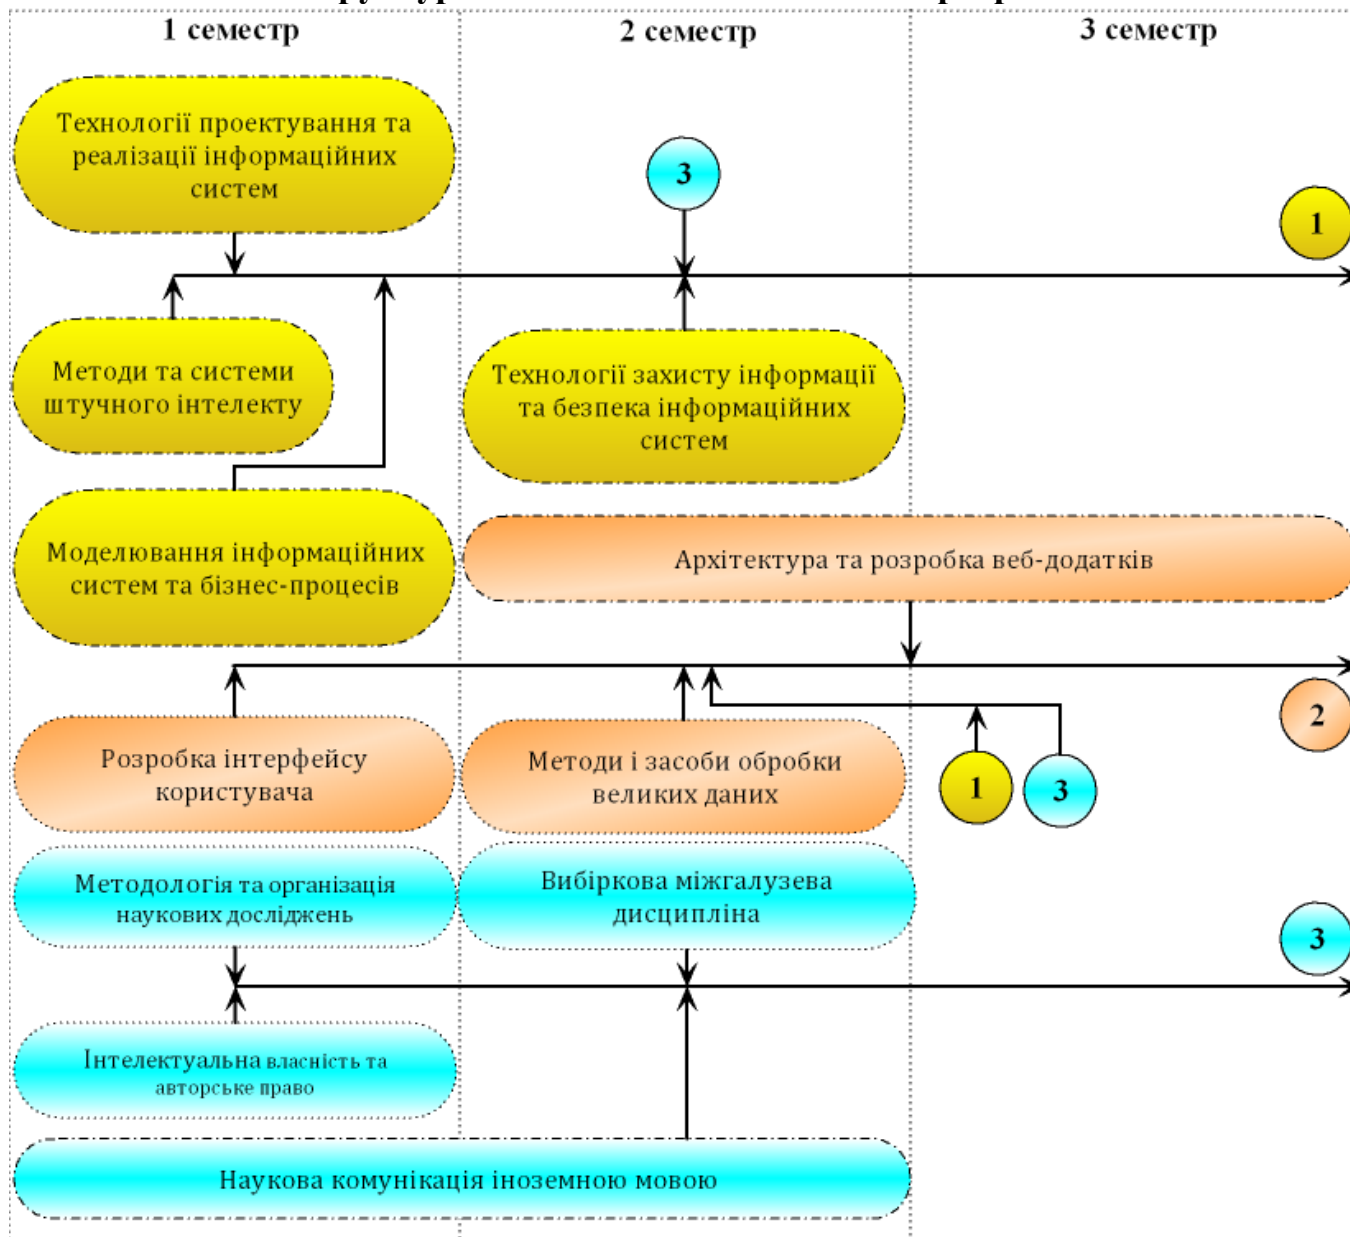 1 семестр
2 семестр
3 семестр
Технології проектування та
реалізації інформаційних
систем
3
1
Методи та системи
штучного інтелекту
Технології захисту інформації
та безпека інформаційних
систем
Моделювання інформаційних
систем та бізнес-процесів
Архітектура та розробка веб-додатків
2
Розробка інтерфейсу
користувача
Методи і засоби обробки
великих даних
1
3
Методологія та організація
наукових досліджень
Вибіркова міжгалузева
дисципліна
3
Інтелектуальна власність та
авторське право
Наукова комунікація іноземною мовою